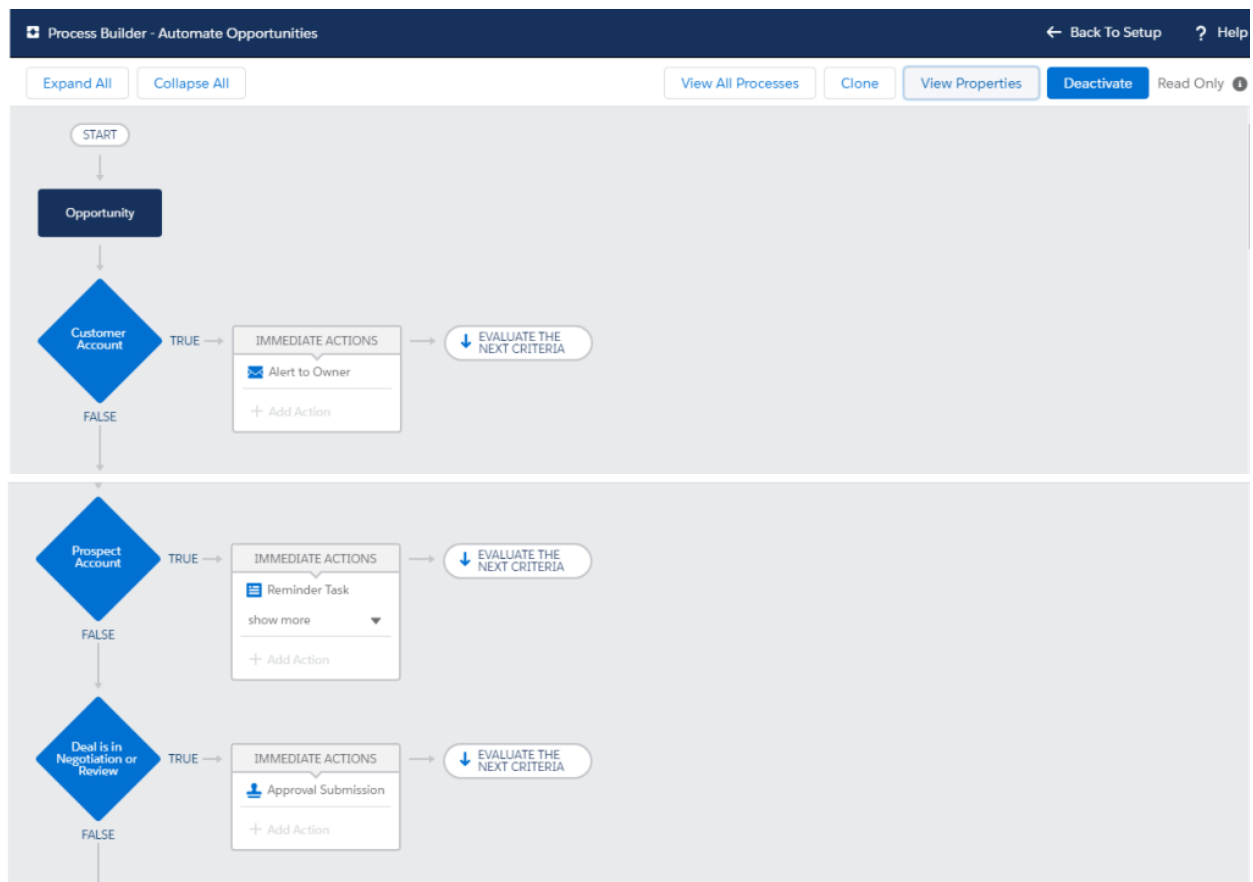 Process Builder - Automate Opportunities
Back To Setup
? Help
Expand All
Collapse All
View All Processes
Clone
View Properties
Deactivate
Read Only
START
Opportunity
Customer
Account
TRUE
IMMEDIATE ACTIONS
EVALUATE THE
NEXT CRITERIA
Alert to Owner
+ Add Action
FALSE
Prospect
Account
TRUE
IMMEDIATE ACTIONS
EVALUATE THE
NEXT CRITERIA
Reminder Task
show more
+ Add Action
FALSE
Deal is in
Negotiation or
Review
TRUE
IMMEDIATE ACTIONS
EVALUATE THE
NEXT CRITERIA
Approval Submission
+ Add Action
FALSE